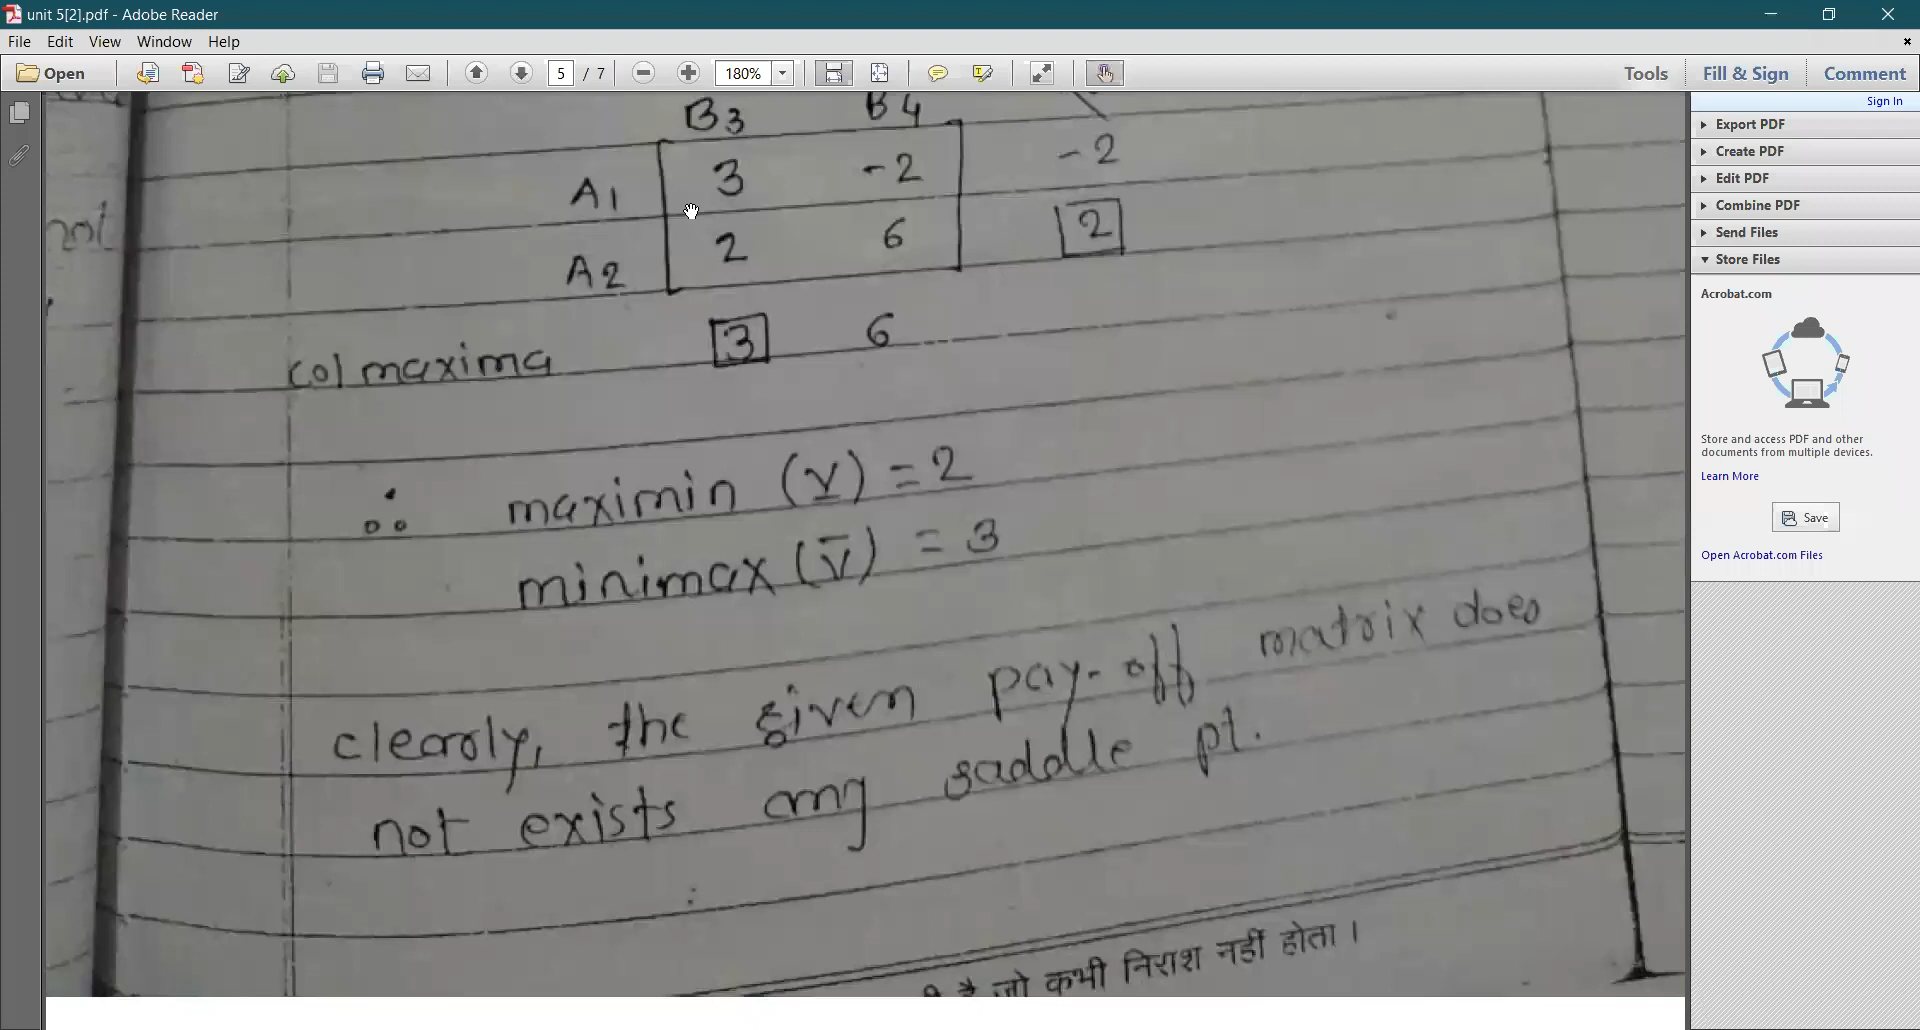 unit 5[2].pdf - Adobe Reader
File Edit View Window Help
Open 5 / 7 180% Tools Fill & Sign Comment
Sign In
Export PDF
Create PDF
Edit PDF
Combine PDF
Send Files
Store Files
Acrobat.com
Store and access PDF and other
documents from multiple devices.
Learn More
Save
Open Acrobat.com Files
B3 B4
A1 3 -2 -2
A2 2 6 2
col maxima 3 6
∴ maximin (v̲) = 2
minimax (v̄) = 3
clearly, the given pay-off matrix does
not exists any saddle pt.
है जो कभी निराश नहीं होता।